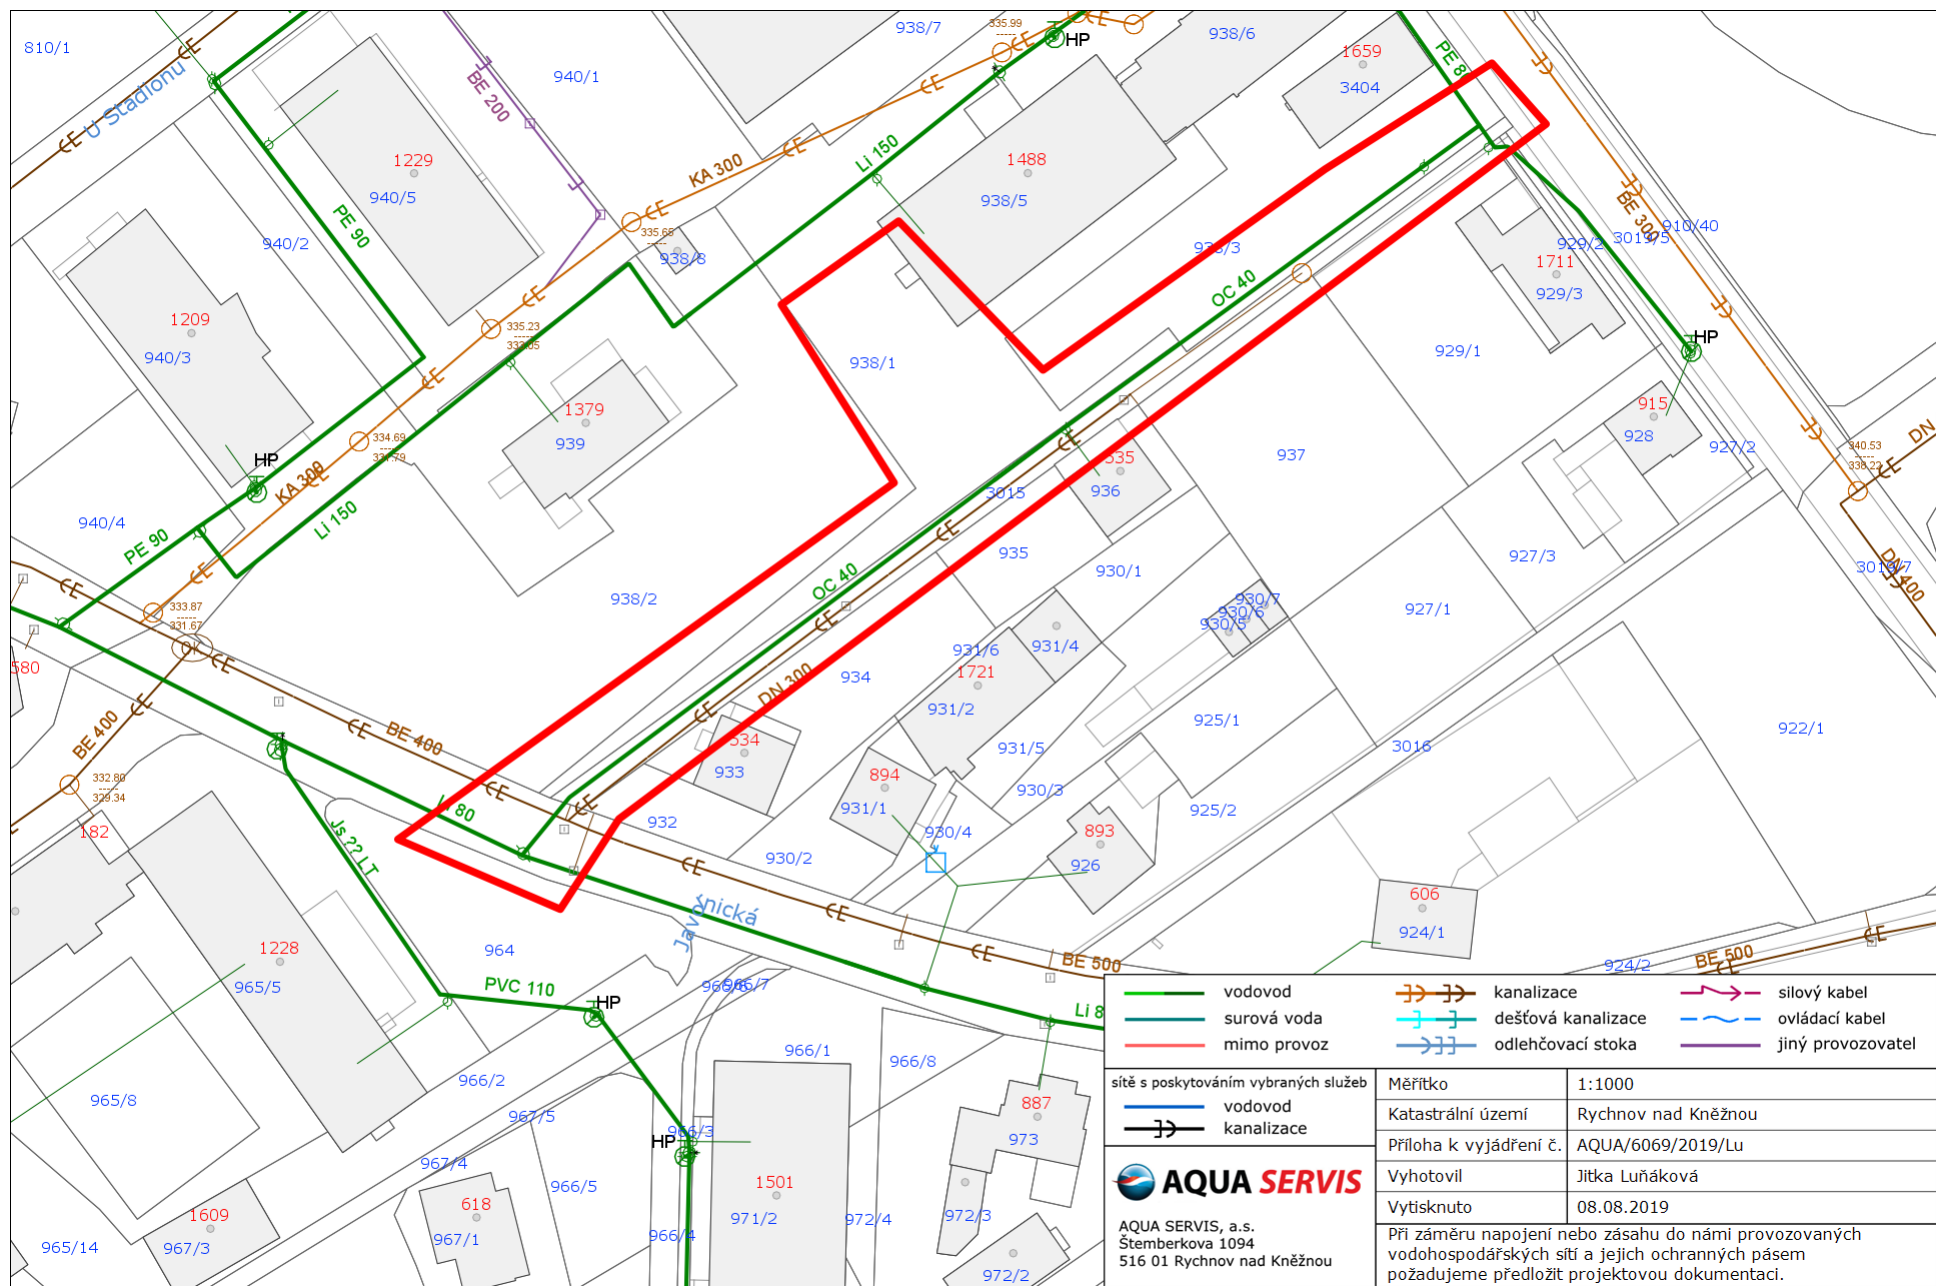 810/1
U Stadionu
BE 200
940/1
938/7
335.99
HP
938/6
1659
3404
1229
940/5
PE 90
940/2
KA 300
Li 150
1488
938/5
335.65
938/8
BE 300
910/40
929/2
1711
929/3
1209
940/3
335.23
OC 40
HP
938/1
929/1
1379
939
915
928
927/2
340.53
338.22
DN
334.69
HP
KA 300
940/4
Li 150
PE 90
937
936
3015
935
930/1
927/3
DN 400
OC 40
938/2
930/7
930/6
930/5
927/1
333.87
331.67
OK
580
931/6
931/4
934
DN 300
1721
931/2
925/1
3016
922/1
BE 400
BE 400
534
933
931/5
332.80
329.34
894
931/1
930/3
925/2
Li 80
932
182
930/4
893
926
930/2
Js ?? LT
606
924/1
1228
965/5
964
BE 500
BE 500
924/2
PVC 110
HP
966/7
965/8
966/2
966/1
966/8
967/5
887
973
HP
966/3
967/4
966/5
1501
971/2
972/4
972/3
618
967/1
1609
967/3
965/14
966/4
972/2
vodovod
kanalizace
silový kabel
surová voda
dešťová kanalizace
ovládací kabel
mimo provoz
odlehčovací stoka
jiný provozovatel
sítě s poskytováním vybraných služeb
vodovod
kanalizace
Měřítko 1:1000
Katastrální území Rychnov nad Kněžnou
Příloha k vyjádření č. AQUA/6069/2019/Lu
Vyhotovil Jitka Luňáková
Vytisknuto 08.08.2019
AQUA SERVIS
AQUA SERVIS, a.s.
Štemberkova 1094
516 01 Rychnov nad Kněžnou
Při záměru napojení nebo zásahu do námi provozovaných
vodohospodářských sítí a jejich ochranných pásem
požadujeme předložit projektovou dokumentaci.